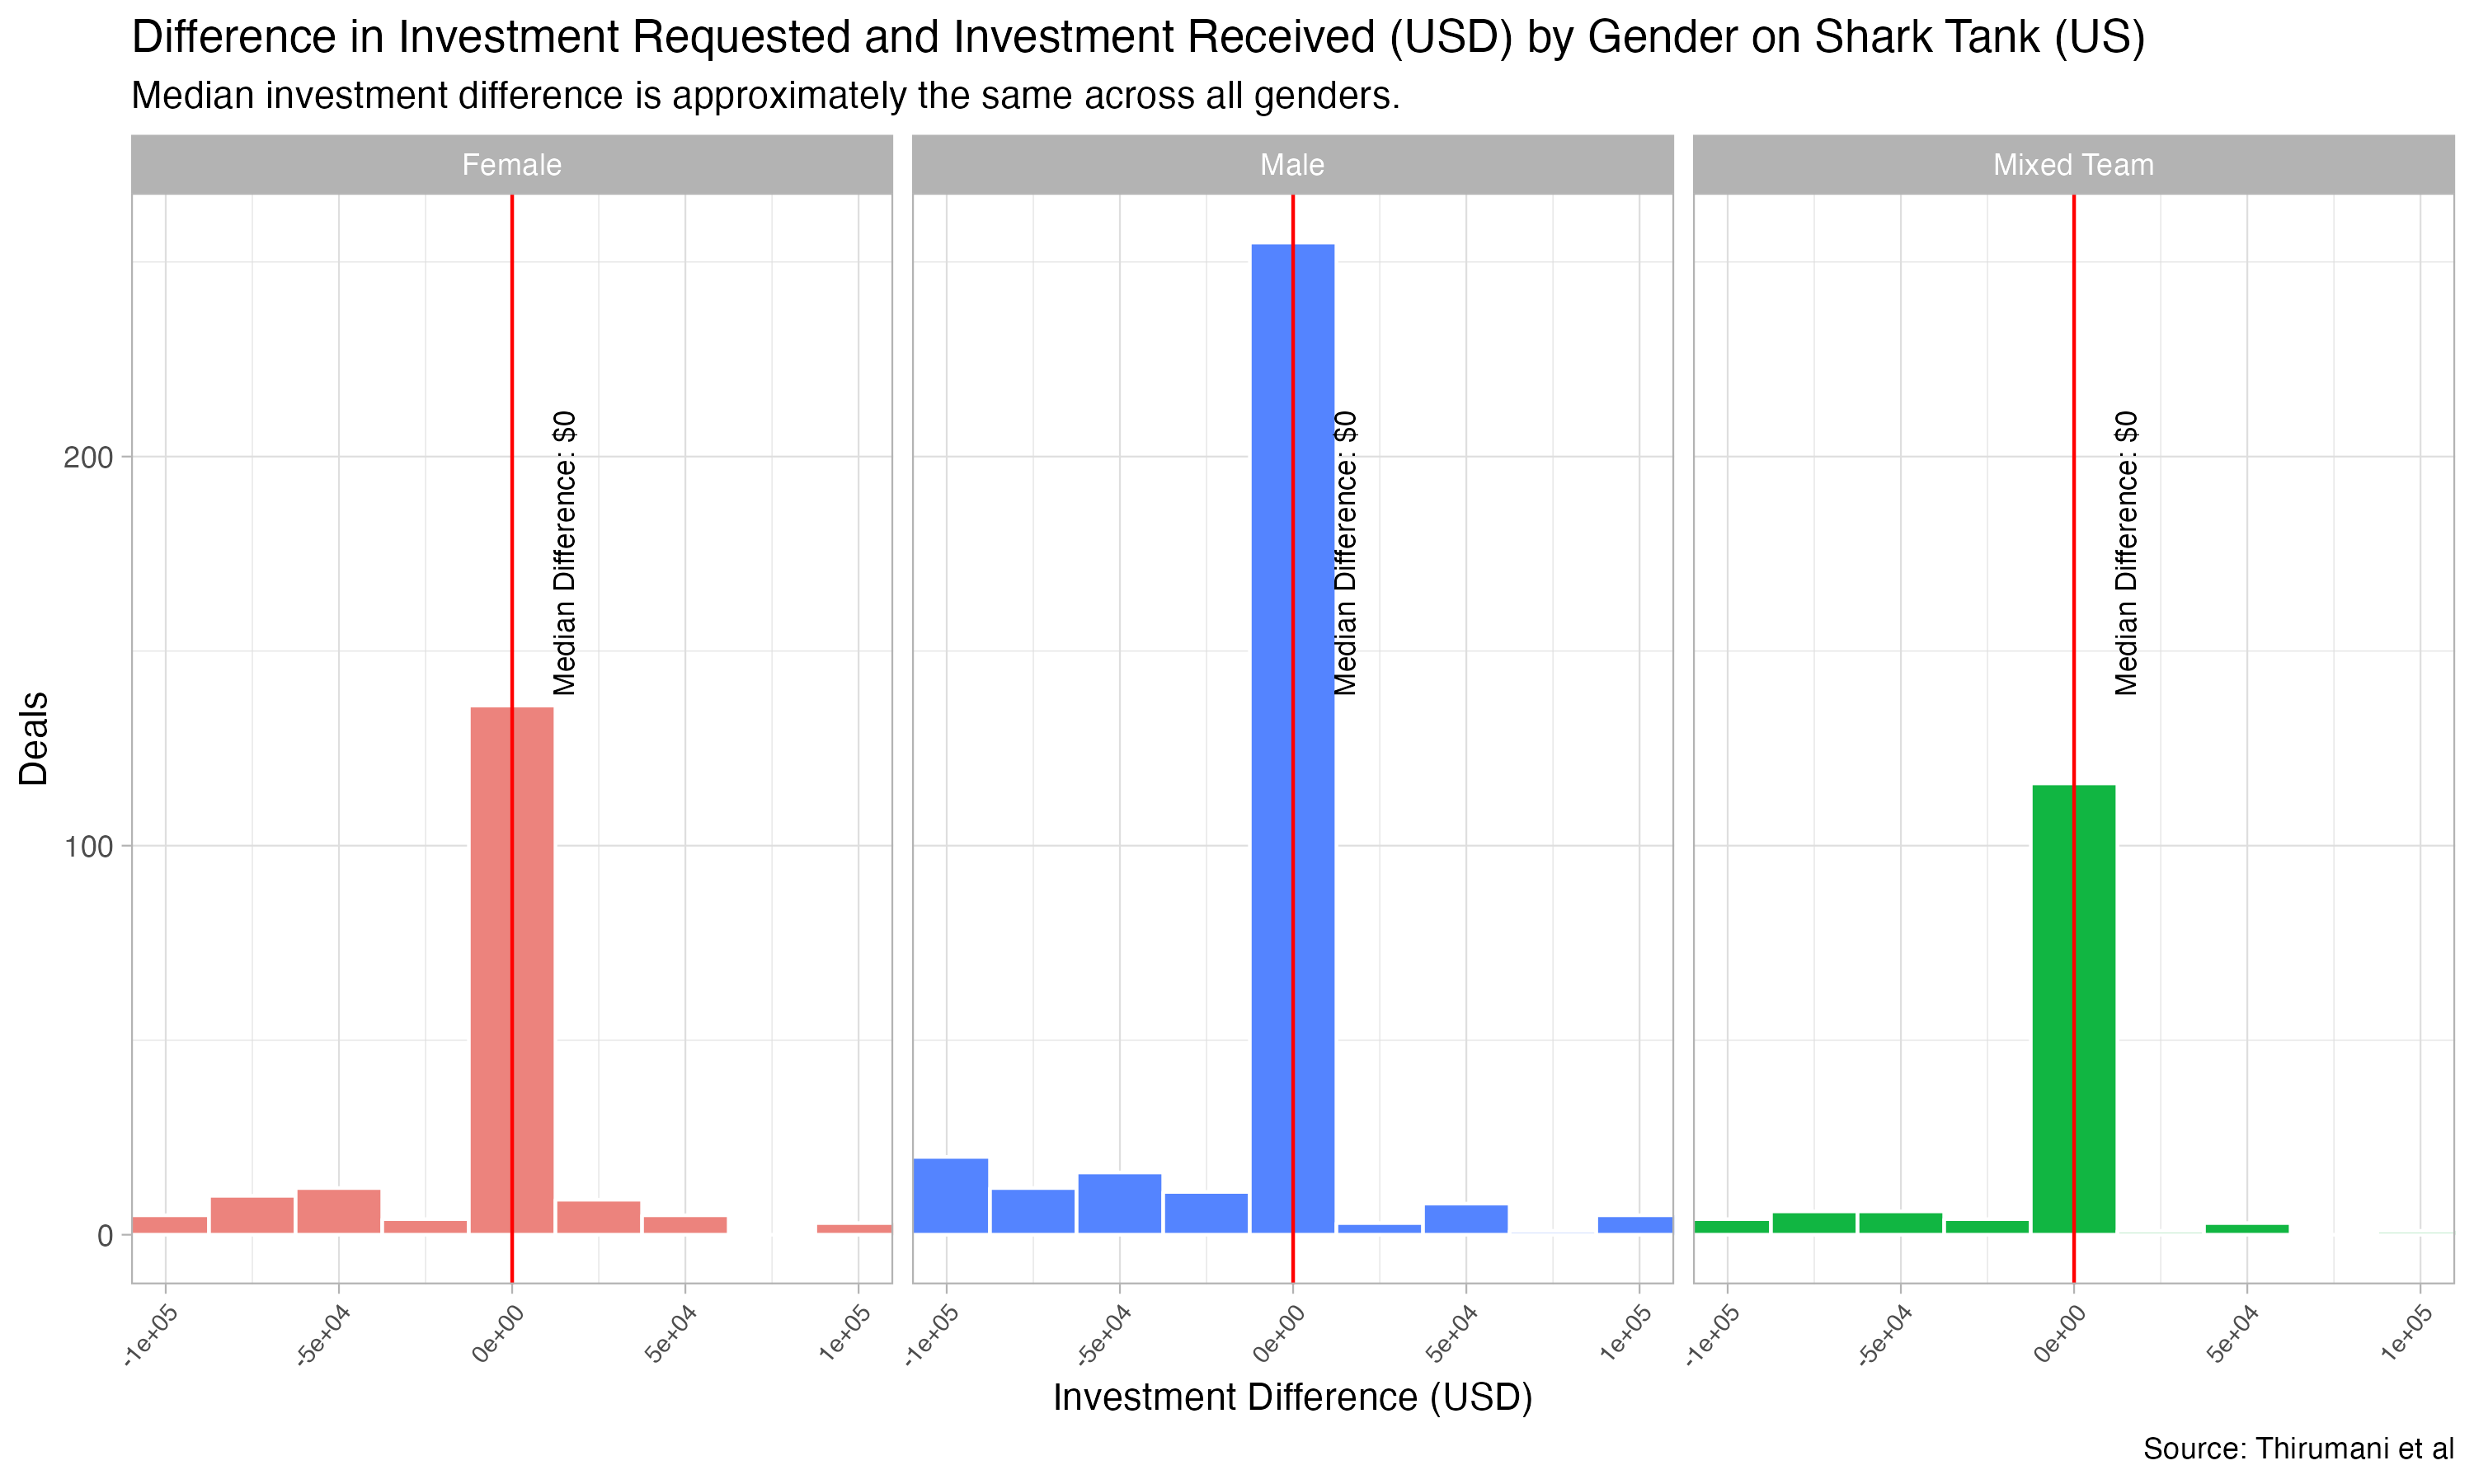 Difference in Investment Requested and Investment Received (USD) by Gender on Shark Tank (US)
Median investment difference is approximately the same across all genders.
Female
Male
Mixed Team
Median Difference: $0
Median Difference: $0
Median Difference: $0
Deals
200
100
0
-1e+05
-5e+04
0e+00
5e+04
1e+05
-1e+05
-5e+04
0e+00
5e+04
1e+05
-1e+05
-5e+04
0e+00
5e+04
1e+05
Investment Difference (USD)
Source: Thirumani et al